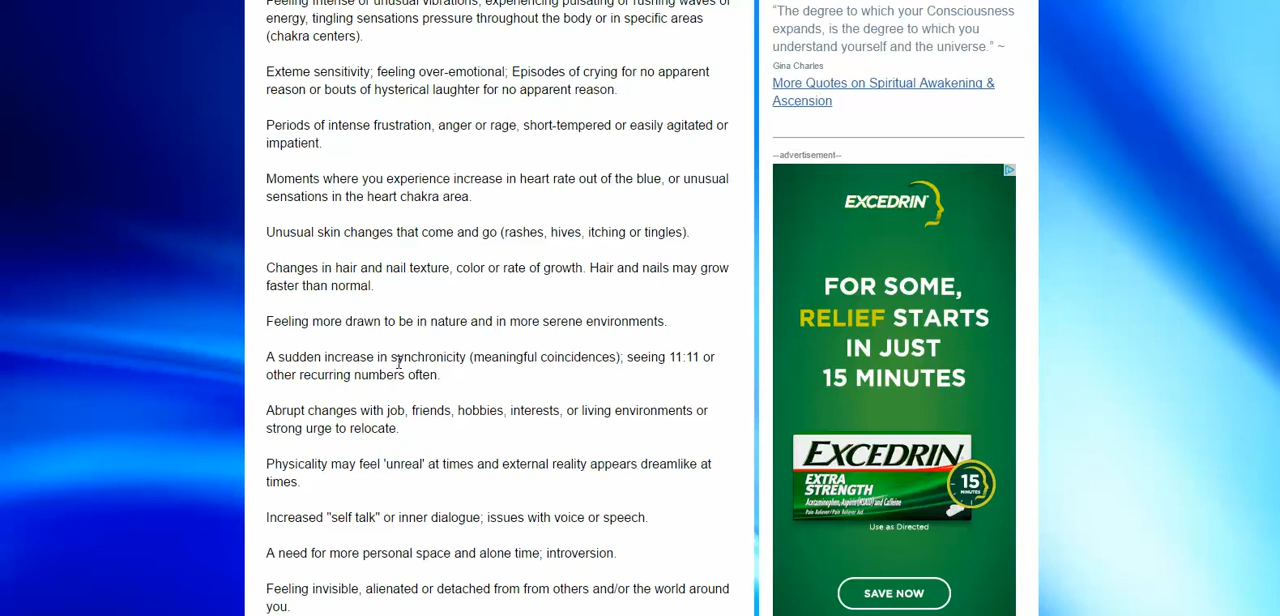 Feeling intense or unusual vibrations; experiencing pulsating or rushing waves of
energy, tingling sensations pressure throughout the body or in specific areas
(chakra centers).
Exteme sensitivity; feeling over-emotional; Episodes of crying for no apparent
reason or bouts of hysterical laughter for no apparent reason.
Periods of intense frustration, anger or rage, short-tempered or easily agitated or
impatient.
Moments where you experience increase in heart rate out of the blue, or unusual
sensations in the heart chakra area.
Unusual skin changes that come and go (rashes, hives, itching or tingles).
Changes in hair and nail texture, color or rate of growth. Hair and nails may grow
faster than normal.
Feeling more drawn to be in nature and in more serene environments.
A sudden increase in synchronicity (meaningful coincidences); seeing 11:11 or
other recurring numbers often.
Abrupt changes with job, friends, hobbies, interests, or living environments or
strong urge to relocate.
Physicality may feel 'unreal' at times and external reality appears dreamlike at
times.
Increased "self talk" or inner dialogue; issues with voice or speech.
A need for more personal space and alone time; introversion.
Feeling invisible, alienated or detached from from others and/or the world around
you.
“The degree to which your Consciousness
expands, is the degree to which you
understand yourself and the universe.” ~
Gina Charles
More Quotes on Spiritual Awakening &
Ascension
--advertisement--
EXCEDRIN
FOR SOME,
RELIEF STARTS
IN JUST
15 MINUTES
EXCEDRIN
EXTRA
STRENGTH
15
MINUTES
Acetaminophen, Aspirin (NSAID) and Caffeine
Pain Reliever/Pain Reliever Aid
Use as Directed
SAVE NOW